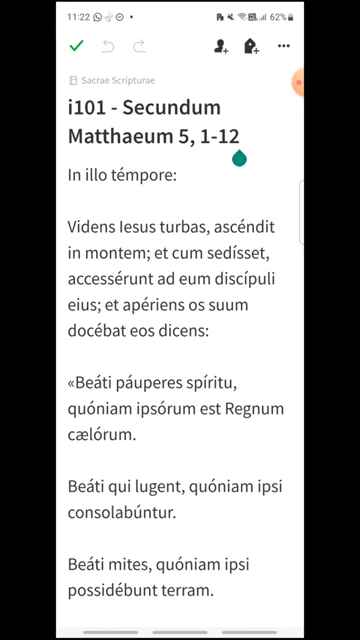 11:22 62%
Sacrae Scripturae
i101 - Secundum
Matthaeum 5, 1-12
In illo témpore:
Videns Iesus turbas, ascéndit
in montem; et cum sedísset,
accessérunt ad eum discípuli
eius; et apériens os suum
docébat eos dicens:
«Beáti páuperes spíritu,
quóniam ipsórum est Regnum
cælórum.
Beáti qui lugent, quóniam ipsi
consolabúntur.
Beáti mites, quóniam ipsi
possidébunt terram.